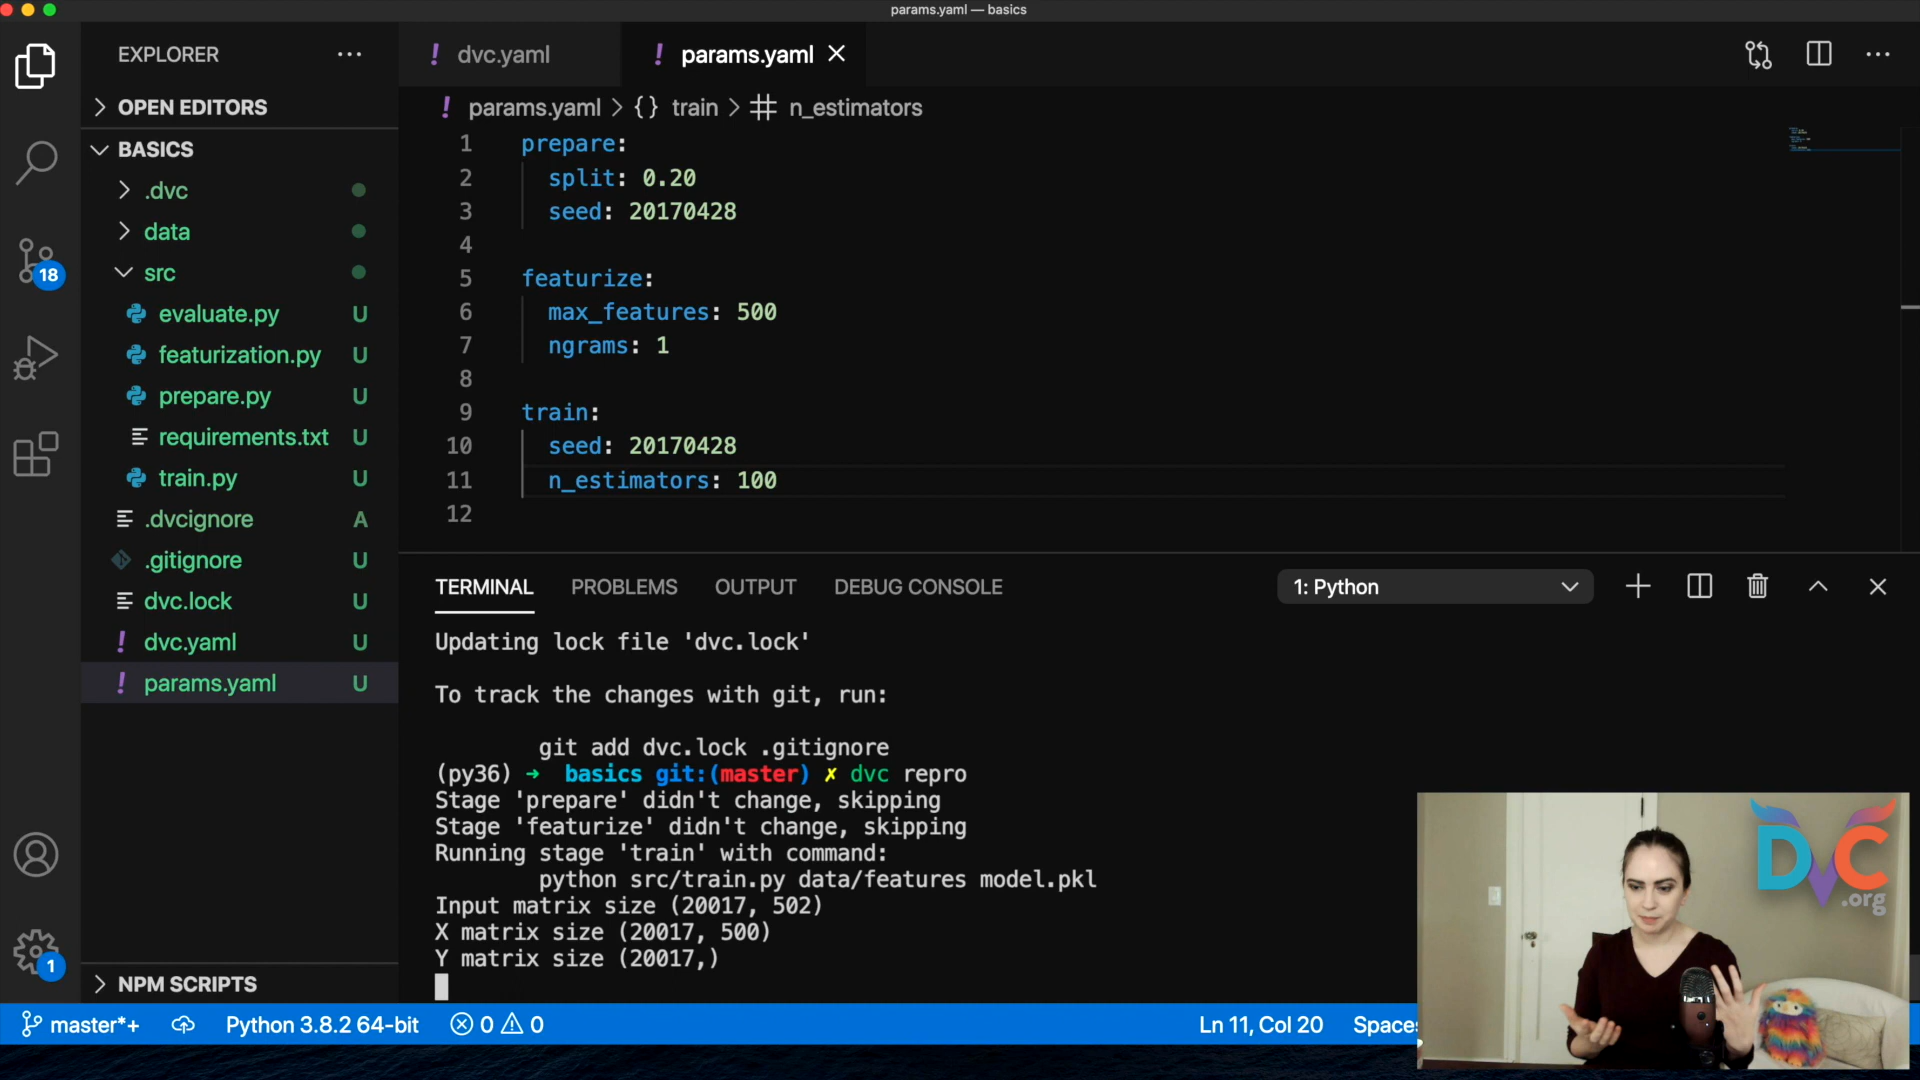 params.yaml — basics
EXPLORER
dvc.yaml
params.yaml
OPEN EDITORS
params.yaml > {} train > # n_estimators
BASICS
.dvc
data
src
evaluate.py U
featurization.py U
prepare.py U
requirements.txt U
train.py U
.dvcignore A
.gitignore U
dvc.lock U
dvc.yaml U
params.yaml U
NPM SCRIPTS
18
1
1 prepare:
2 split: 0.20
3 seed: 20170428
4
5 featurize:
6 max_features: 500
7 ngrams: 1
8
9 train:
10 seed: 20170428
11 n_estimators: 100
12
TERMINAL PROBLEMS OUTPUT DEBUG CONSOLE 1: Python
Updating lock file 'dvc.lock'
To track the changes with git, run:
git add dvc.lock .gitignore
(py36) ➜ basics git:(master) ✗ dvc repro
Stage 'prepare' didn't change, skipping
Stage 'featurize' didn't change, skipping
Running stage 'train' with command:
python src/train.py data/features model.pkl
Input matrix size (20017, 502)
X matrix size (20017, 500)
Y matrix size (20017,)
DVC
.org
master*+ Python 3.8.2 64-bit 0 0 Ln 11, Col 20